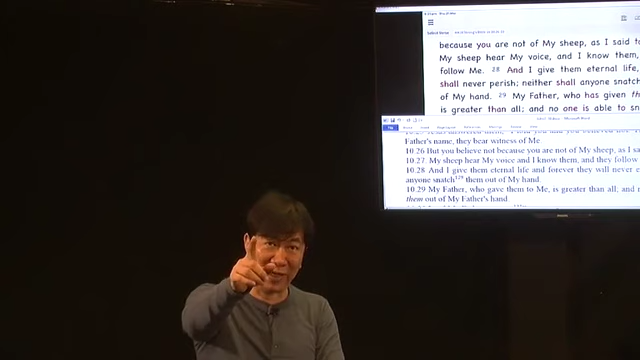 because you are not of My sheep, as I said to
My sheep hear My voice, and I know them,
follow Me. 28 And I give them eternal life,
shall never perish; neither shall anyone snatch
of My hand. 29 My Father, who has given
is greater than all; and no one is able to sn
Father's name, they bear witness of Me
10.26 But you believe not because you are not of My sheep, as I sa
10.27. My sheep hear My voice and I know them, and they follow
10.28 And I give them eternal life and forever they will never
anyone snatch them out of My hand.
10.29 My Father, who gave them to Me, is greater than all; and
them out of My Father's hand